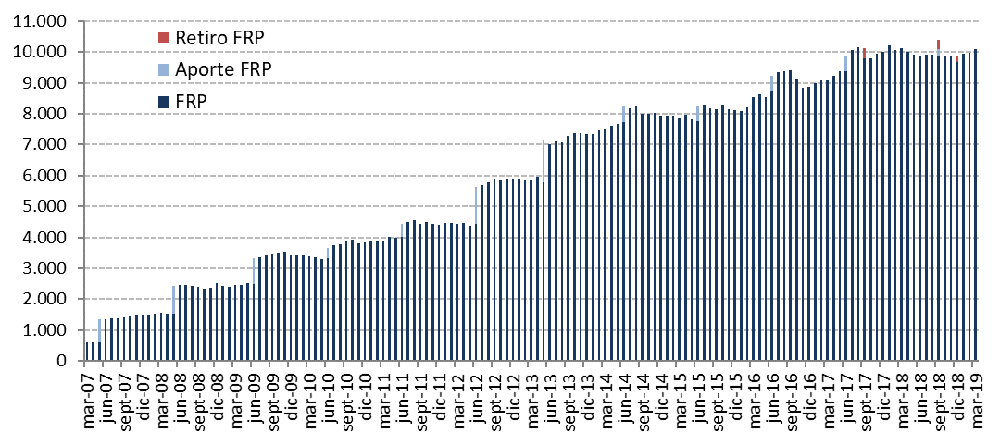 11.000
10.000
9.000
8.000
7.000
6.000
5.000
4.000
3.000
2.000
1.000
0
Retiro FRP
Aporte FRP
FRP
mar-07
jun-07
sept-07
dic-07
mar-08
jun-08
sept-08
dic-08
mar-09
jun-09
sept-09
dic-09
mar-10
jun-10
sept-10
dic-10
mar-11
jun-11
sept-11
dic-11
mar-12
jun-12
sept-12
dic-12
mar-13
jun-13
sept-13
dic-13
mar-14
jun-14
sept-14
dic-14
mar-15
jun-15
sept-15
dic-15
mar-16
jun-16
sept-16
dic-16
mar-17
jun-17
sept-17
dic-17
mar-18
jun-18
sept-18
dic-18
mar-19